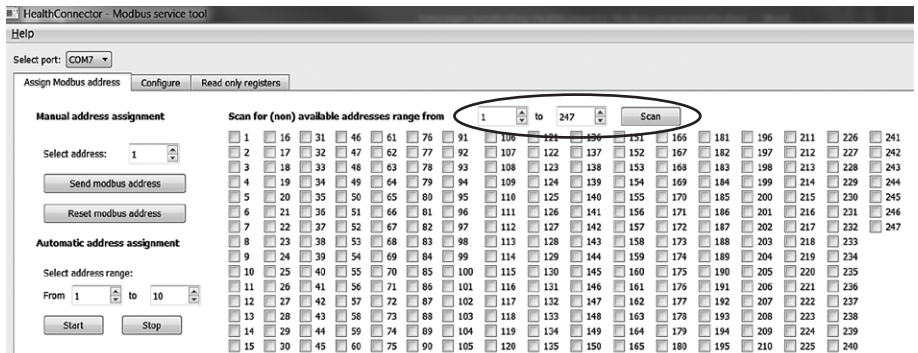 HealthConnector - Modbus service tool
Help
Select port: COM7
Assign Modbus address Configure Read only registers
Manual address assignment
Select address: 1
Send modbus address
Reset modbus address
Automatic address assignment
Select address range:
From 1 to 10
Start Stop
Scan for (non) available addresses range from 1 to 247 Scan
1 16 31 46 61 76 91 106 121 136 151 166 181 196 211 226 241
2 17 32 47 62 77 92 107 122 137 152 167 182 197 212 227 242
3 18 33 48 63 78 93 108 123 138 153 168 183 198 213 228 243
4 19 34 49 64 79 94 109 124 139 154 169 184 199 214 229 244
5 20 35 50 65 80 95 110 125 140 155 170 185 200 215 230 245
6 21 36 51 66 81 96 111 126 141 156 171 186 201 216 231 246
7 22 37 52 67 82 97 112 127 142 157 172 187 202 217 232 247
8 23 38 53 68 83 98 113 128 143 158 173 188 203 218 233
9 24 39 54 69 84 99 114 129 144 159 174 189 204 219 234
10 25 40 55 70 85 100 115 130 145 160 175 190 205 220 235
11 26 41 56 71 86 101 116 131 146 161 176 191 206 221 236
12 27 42 57 72 87 102 117 132 147 162 177 192 207 222 237
13 28 43 58 73 88 103 118 133 148 163 178 193 208 223 238
14 29 44 59 74 89 104 119 134 149 164 179 194 209 224 239
15 30 45 60 75 90 105 120 135 150 165 180 195 210 225 240